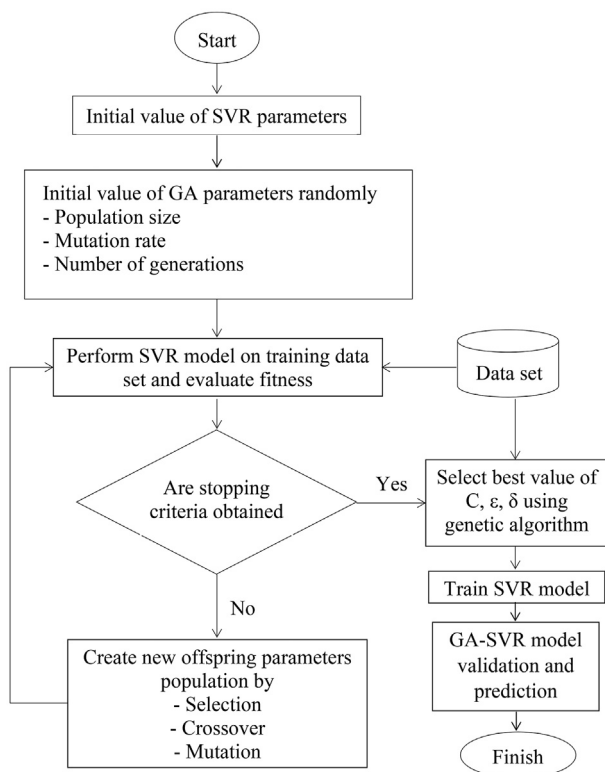 Start
Initial value of SVR parameters
Initial value of GA parameters randomly
- Population size
- Mutation rate
- Number of generations
Perform SVR model on training data
set and evaluate fitness
Data set
Are stopping
criteria obtained
Yes
Select best value of
C, ε, δ using
genetic algorithm
No
Train SVR model
Create new offspring parameters
population by
- Selection
- Crossover
- Mutation
GA-SVR model
validation and
prediction
Finish